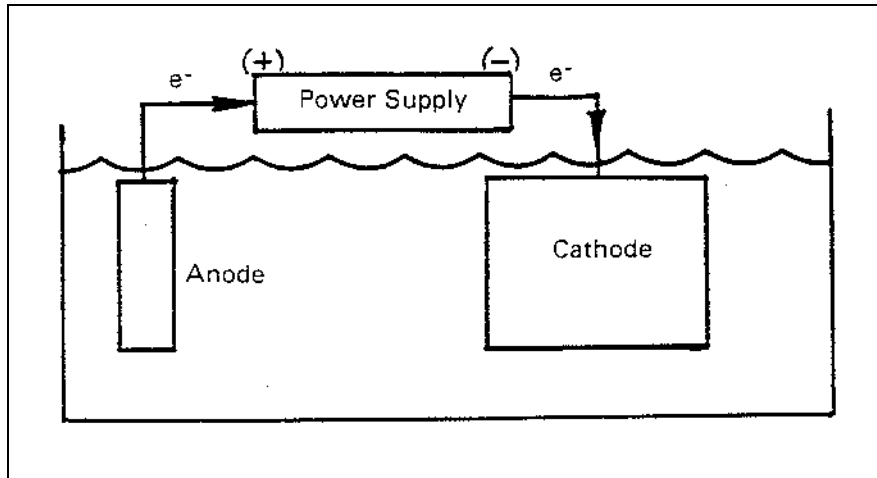 (+)
(-)
e-
e-
Power Supply
Anode
Cathode